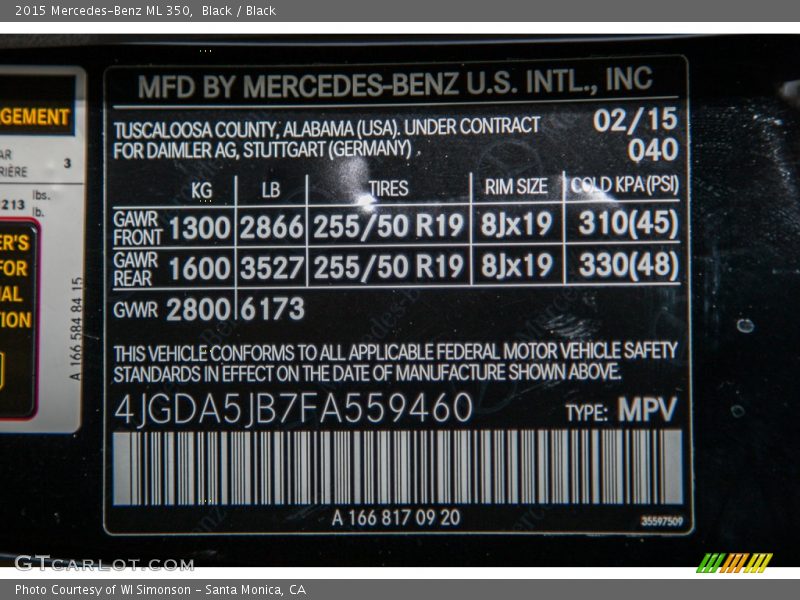 2015 Mercedes-Benz ML 350, Black / Black
MFD BY MERCEDES-BENZ U.S. INTL., INC
TUSCALOOSA COUNTY, ALABAMA (USA). UNDER CONTRACT
FOR DAIMLER AG, STUTTGART (GERMANY)
02/15
040
KG LB TIRES RIM SIZE COLD KPA(PSI)
GAWR FRONT 1300 2866 255/50 R19 8Jx19 310(45)
GAWR REAR 1600 3527 255/50 R19 8Jx19 330(48)
GVWR 2800 6173
THIS VEHICLE CONFORMS TO ALL APPLICABLE FEDERAL MOTOR VEHICLE SAFETY
STANDARDS IN EFFECT ON THE DATE OF MANUFACTURE SHOWN ABOVE.
4JGDA5JB7FA559460
TYPE: MPV
A 166 817 09 20
35597509
GEMENT
AR
RIÈRE 3
213 lbs.
lb.
ER'S
FOR
AL
TION
A 166 584 84 15
GTCARLOT.COM
Photo Courtesy of WI Simonson - Santa Monica, CA